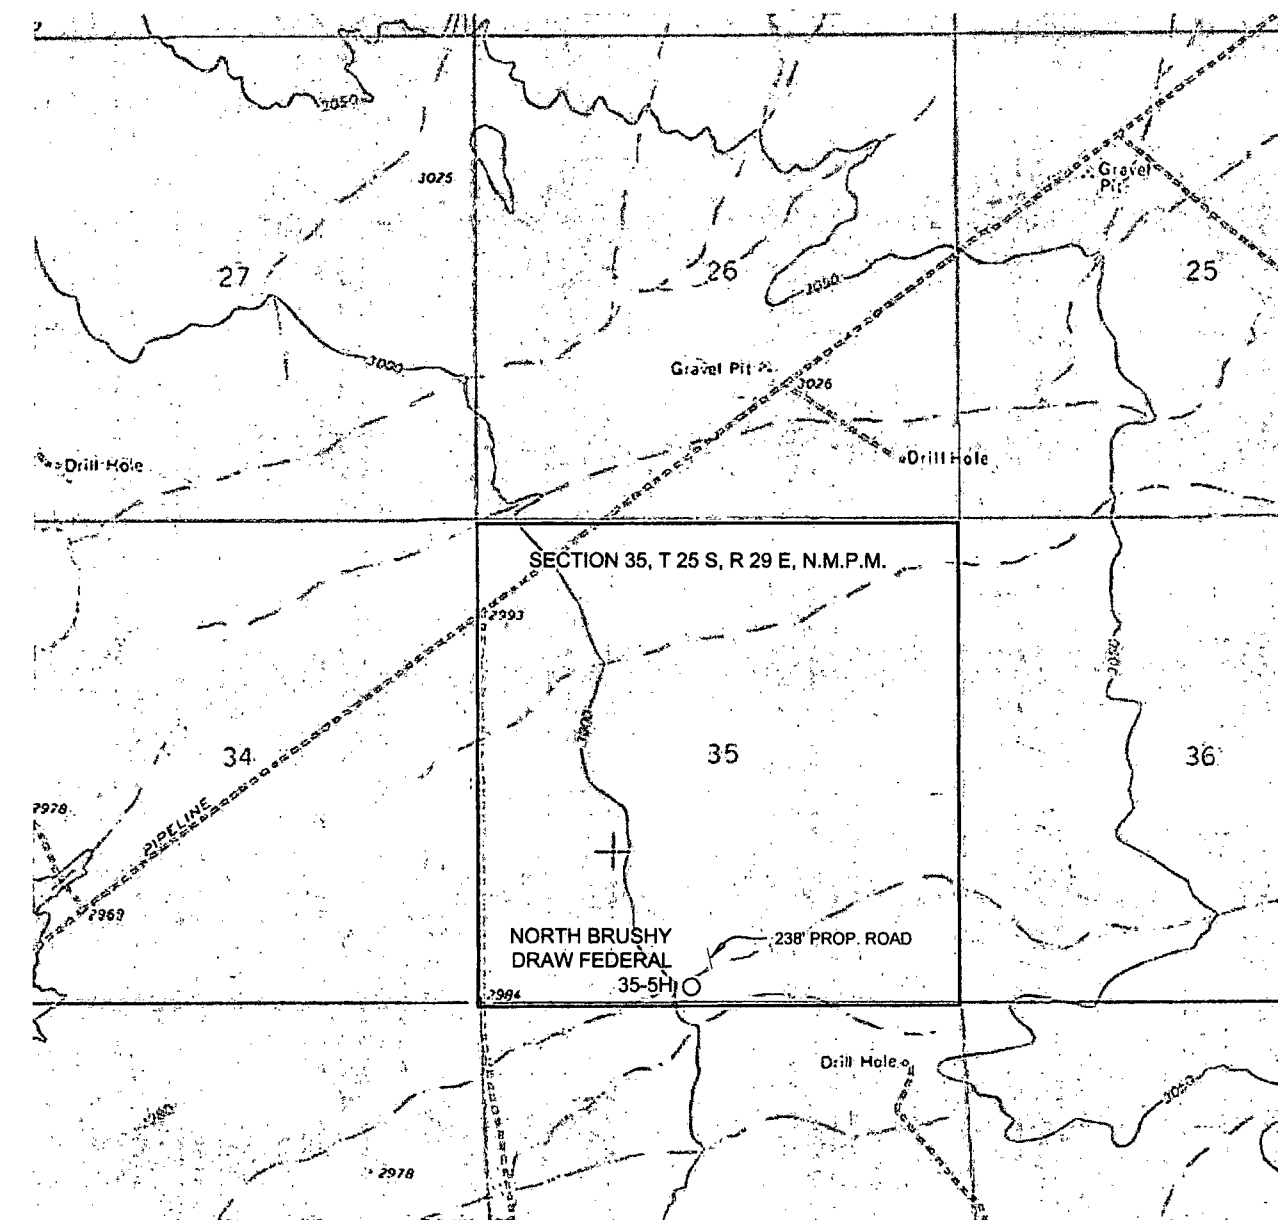 3050
3025
Gravel
Pit
27
26
25
3050
3000
Gravel Pit
3026
Drill Hole
Drill Hole
SECTION 35, T 25 S, R 29 E, N.M.P.M.
2993
3000
34
35
36
2978
PIPELINE
2969
NORTH BRUSHY
DRAW FEDERAL
35-5H
238' PROP. ROAD
2984
Drill Hole
3050
2978